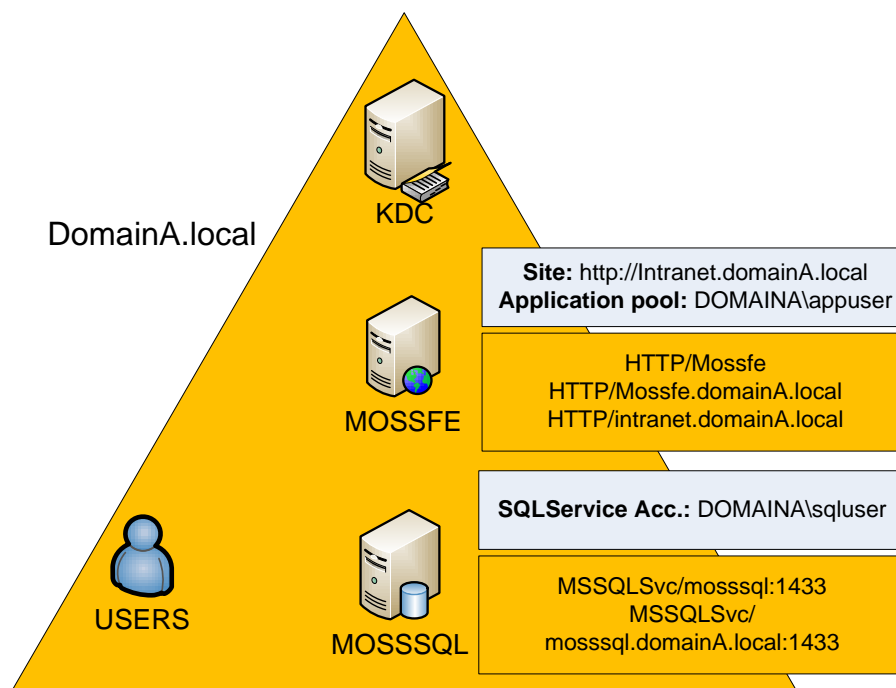 KDC
DomainA.local
Site: http://Intranet.domainA.local
Application pool: DOMAINA\appuser
HTTP/Mossfe
HTTP/Mossfe.domainA.local
HTTP/intranet.domainA.local
MOSSFE
SQLService Acc.: DOMAINA\sqluser
MSSQLSvc/mosssql:1433
MSSQLSvc/
mosssql.domainA.local:1433
USERS
MOSSSQL